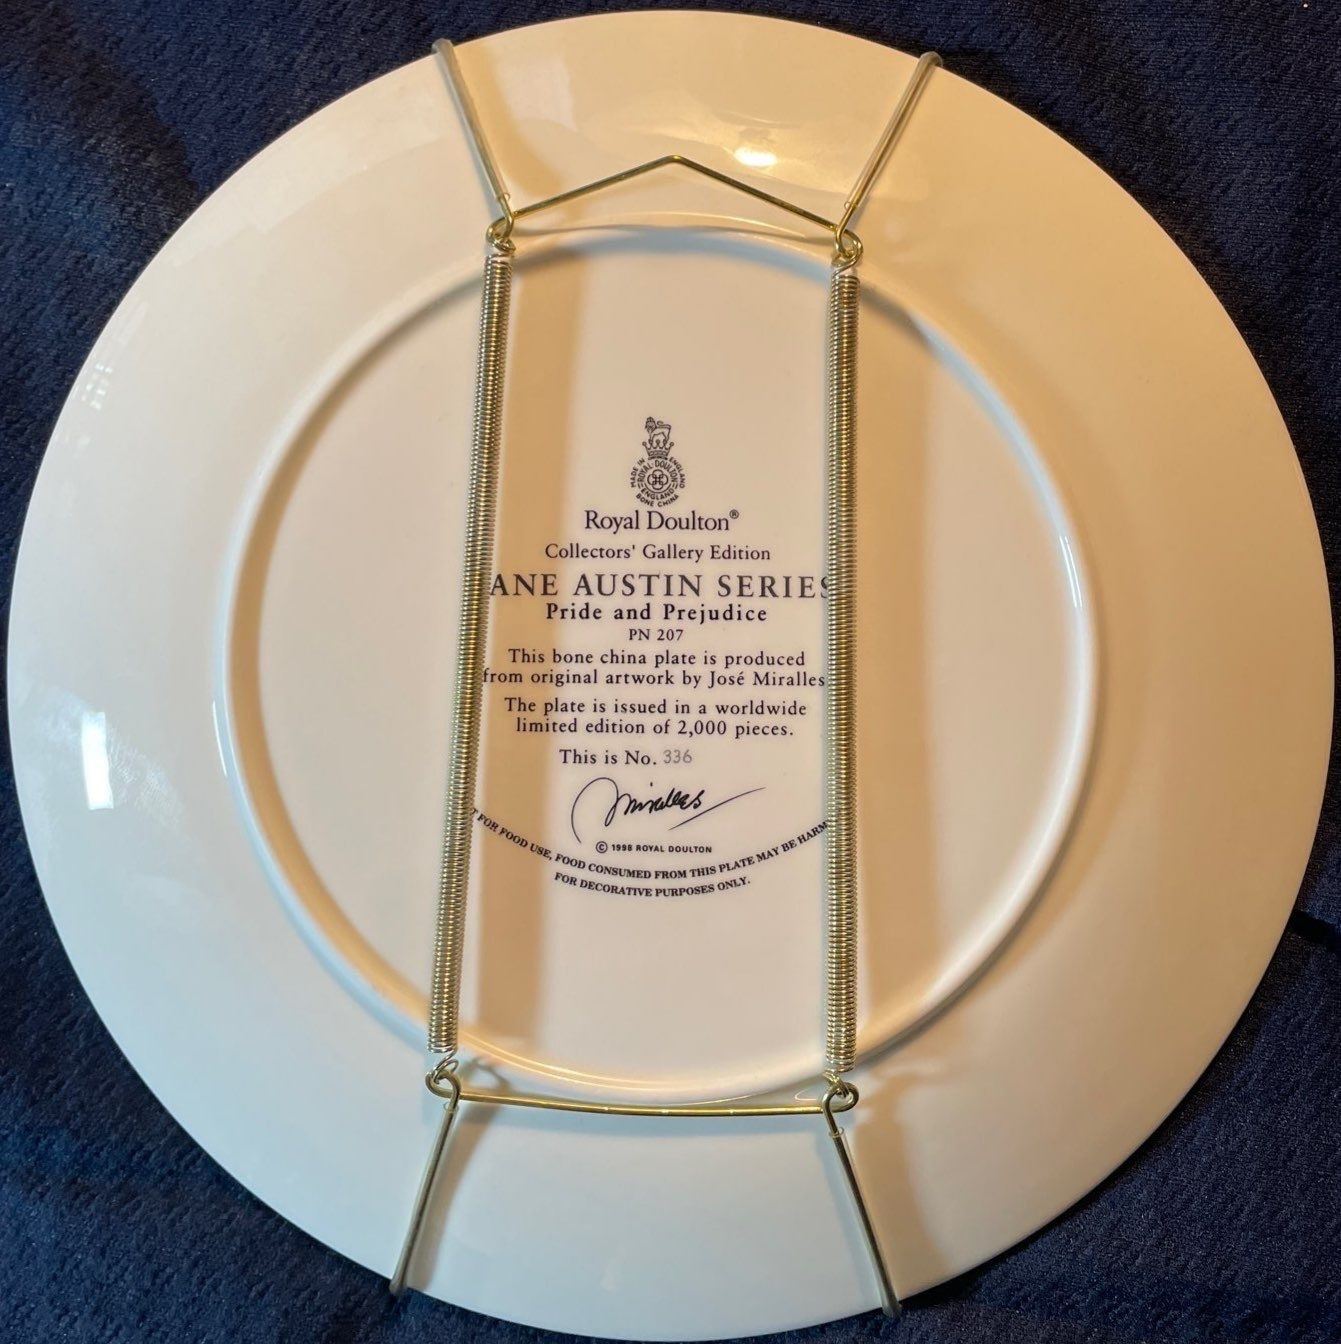 MADE IN ENGLAND
ROYAL DOULTON
ENGLAND
BONE CHINA
Royal Doulton®
Collectors' Gallery Edition
ANE AUSTIN SERIES
Pride and Prejudice
PN 207
This bone china plate is produced
from original artwork by José Miralles
The plate is issued in a worldwide
limited edition of 2,000 pieces.
This is No. 336
Miralles
© 1998 ROYAL DOULTON
T FOR FOOD USE, FOOD CONSUMED FROM THIS PLATE MAY BE HARM
FOR DECORATIVE PURPOSES ONLY.